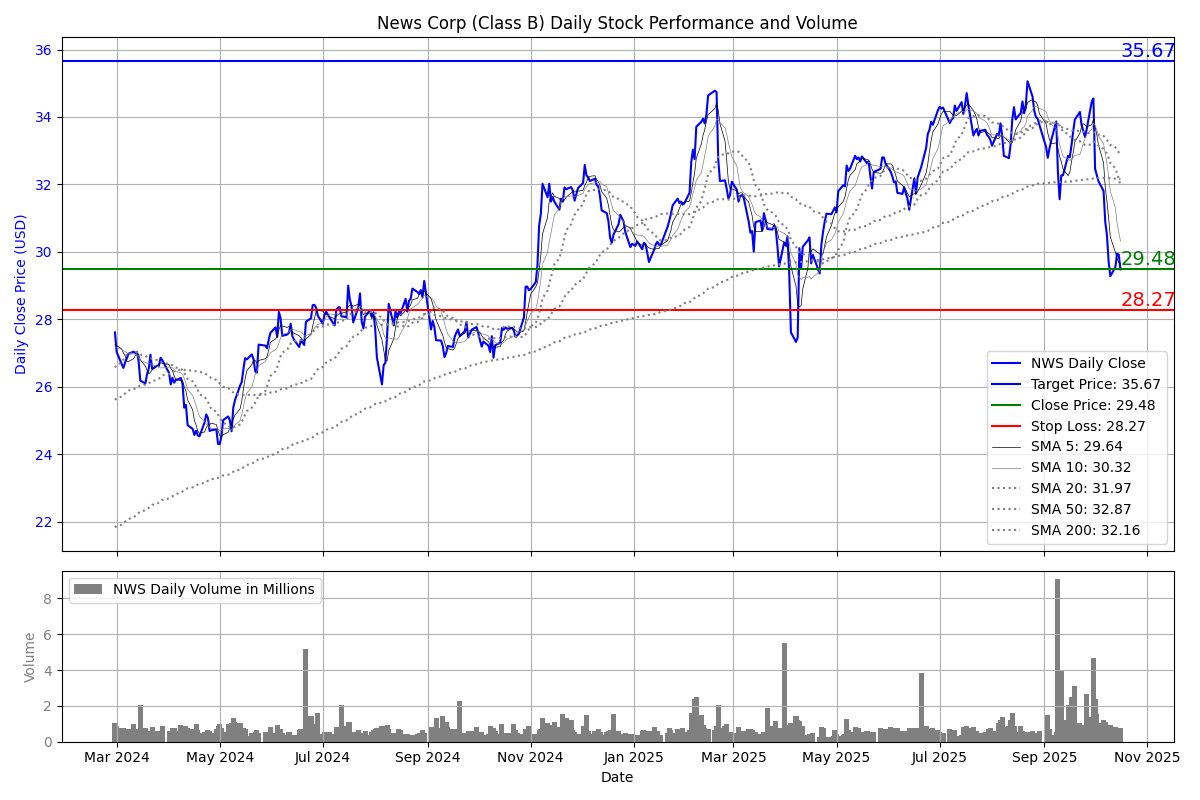 News Corp (Class B) Daily Stock Performance and Volume
Daily Close Price (USD)
36
34
32
30
28
26
24
22
35.67
29.48
28.27
NWS Daily Close
Target Price: 35.67
Close Price: 29.48
Stop Loss: 28.27
SMA 5: 29.64
SMA 10: 30.32
SMA 20: 31.97
SMA 50: 32.87
SMA 200: 32.16
Volume
8
6
4
2
0
NWS Daily Volume in Millions
Mar 2024 May 2024 Jul 2024 Sep 2024 Nov 2024 Jan 2025 Mar 2025 May 2025 Jul 2025 Sep 2025 Nov 2025
Date